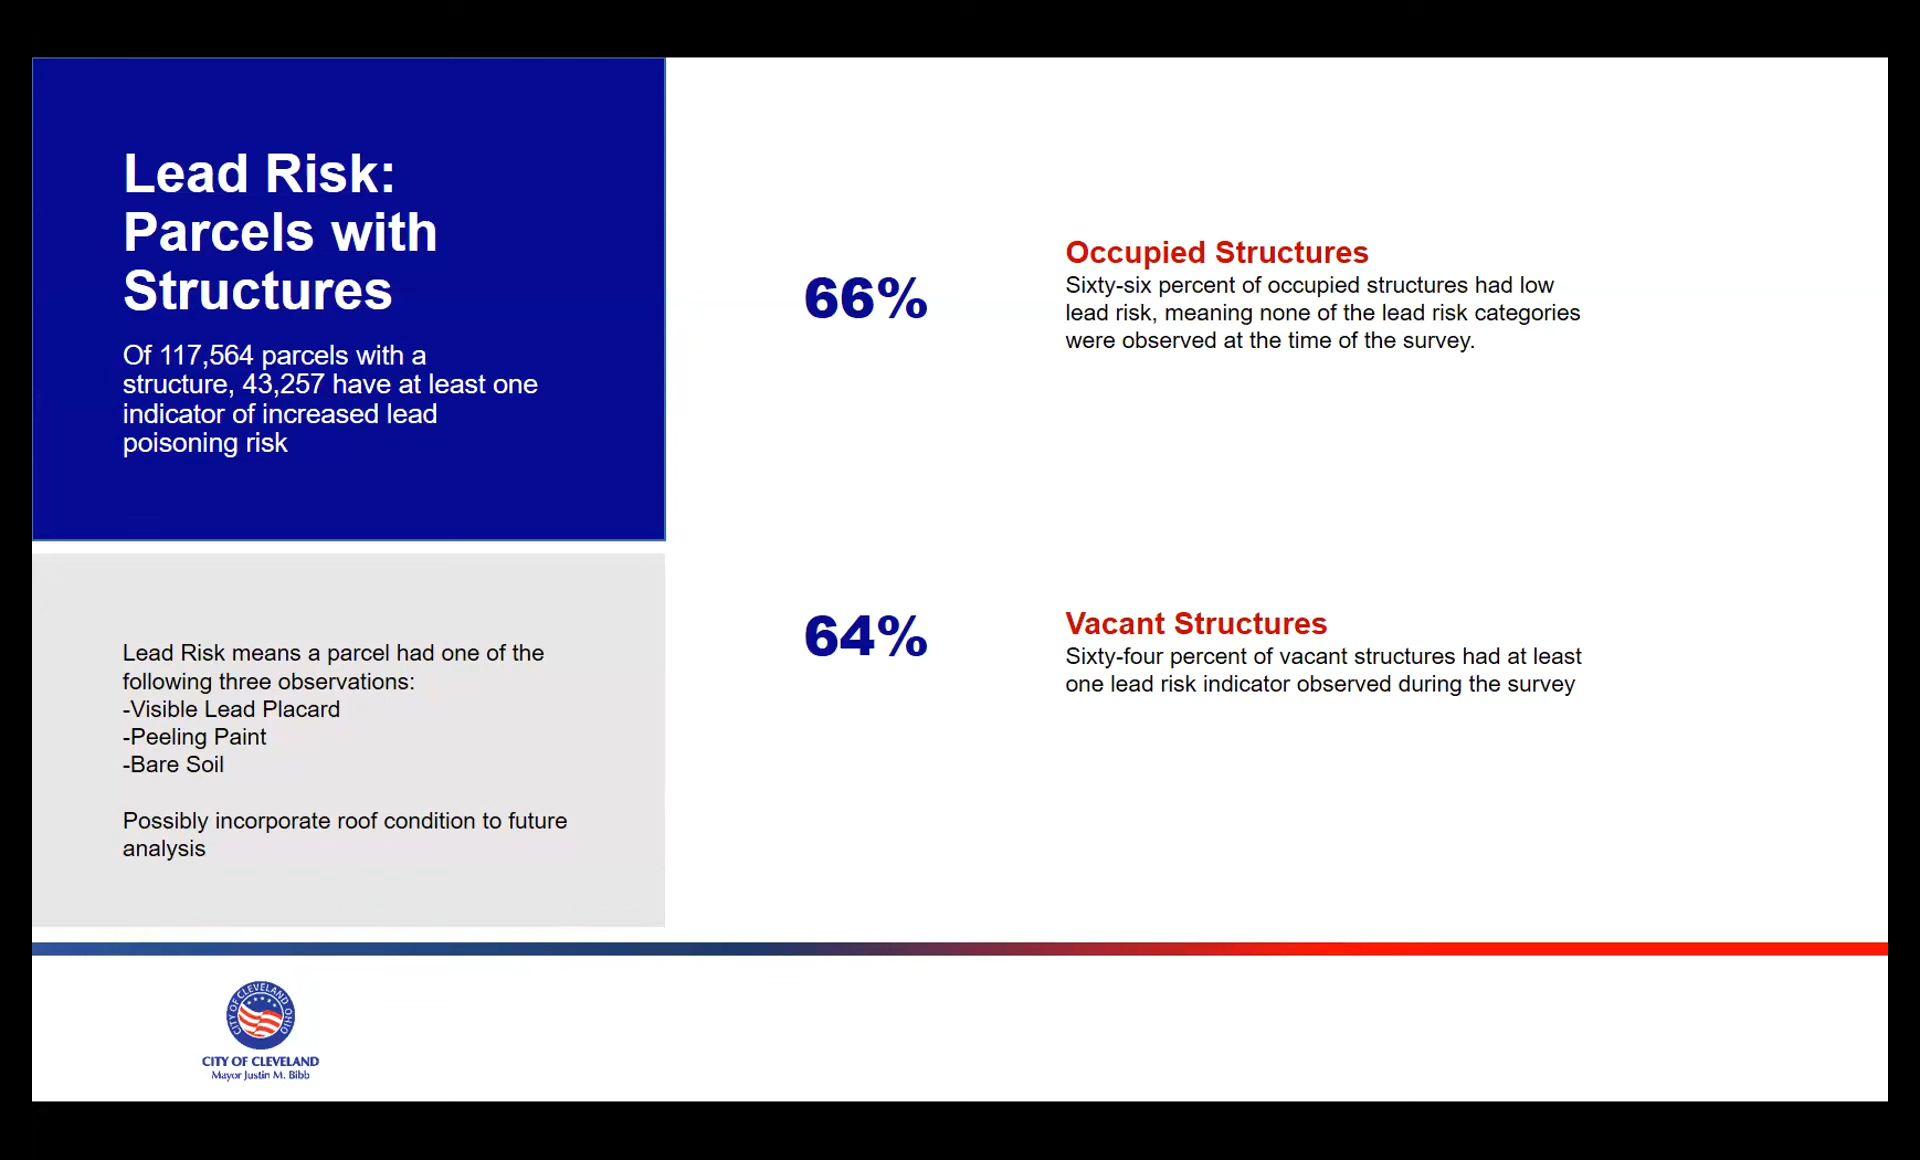 Lead Risk:
Parcels with
Structures
Of 117,564 parcels with a
structure, 43,257 have at least one
indicator of increased lead
poisoning risk
Lead Risk means a parcel had one of the
following three observations:
-Visible Lead Placard
-Peeling Paint
-Bare Soil
Possibly incorporate roof condition to future
analysis
66%
Occupied Structures
Sixty-six percent of occupied structures had low
lead risk, meaning none of the lead risk categories
were observed at the time of the survey.
64%
Vacant Structures
Sixty-four percent of vacant structures had at least
one lead risk indicator observed during the survey
CITY OF CLEVELAND OHIO
CITY OF CLEVELAND
Mayor Justin M. Bibb